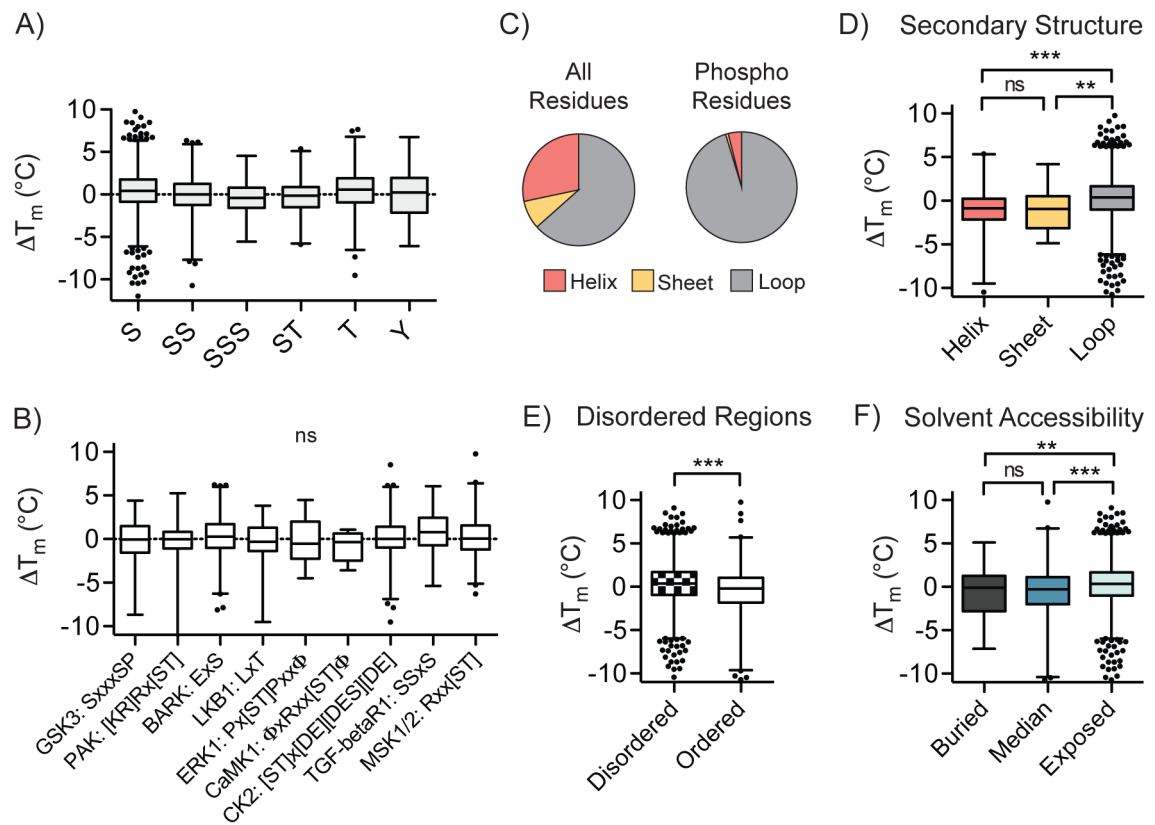 A)
ΔTm (°C)
10
5
0
-5
-10
S
SS
SSS
ST
T
Y
B)
ns
ΔTm (°C)
10
5
0
-5
-10
GSK3: SxxxSP
PAK: [KR]Rx[ST]
BARK: ExS
LKB1: LxT
ERK1: Px[ST]PxxΦ
CaMK1: ΦxRxx[ST]Φ
CK2: [ST]x[DE][DES][DE]
TGF-betaR1: SSxS
MSK1/2: Rxx[ST]
C)
All
Residues
Phospho
Residues
Helix
Sheet
Loop
D) Secondary Structure
***
ns
**
ΔTm (°C)
10
5
0
-5
-10
Helix
Sheet
Loop
E) Disordered Regions
***
ΔTm (°C)
10
5
0
-5
-10
Disordered
Ordered
F) Solvent Accessibility
**
ns
***
ΔTm (°C)
10
5
0
-5
-10
Buried
Median
Exposed